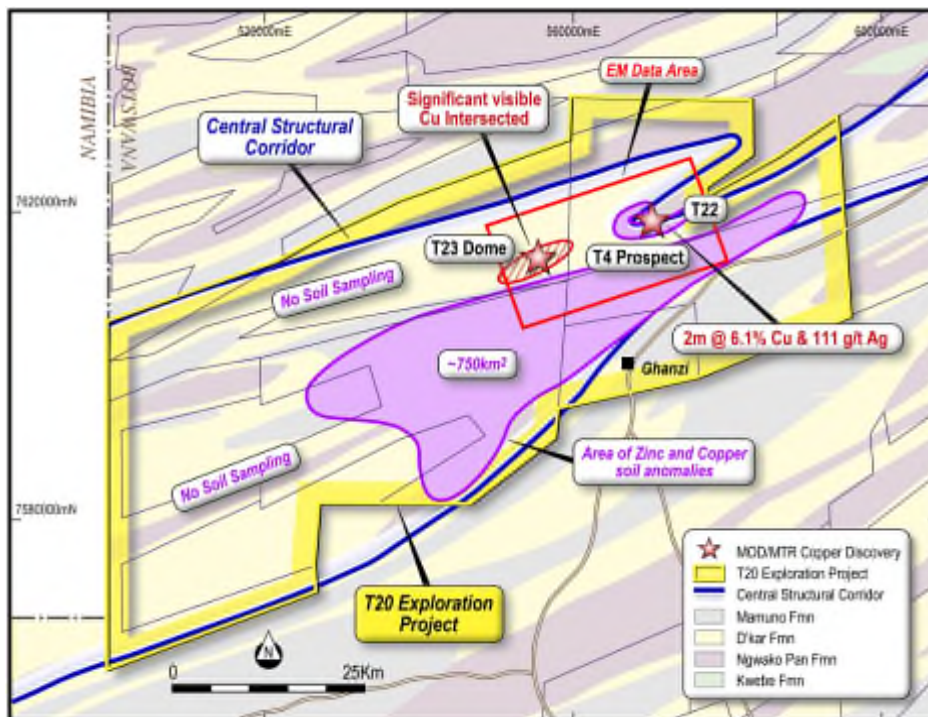 520000mE
560000mE
600000mE
NAMIBIA
BOTSWANA
EM Data Area
Significant visible
Cu Intersected
Central Structural
Corridor
7620000mN
T22
T23 Dome
T4 Prospect
No Soil Sampling
2m @ 6.1% Cu & 111 g/t Ag
~750km²
Ghanzi
No Soil Sampling
Area of Zinc and Copper
soil anomalies
7580000mN
T20 Exploration
Project
N
0
25Km
MOD/MTR Copper Discovery
T20 Exploration Project
Central Structural Corridor
Mamuno Fmn
D'kar Fmn
Ngwako Pan Fmn
Kwebe Fmn